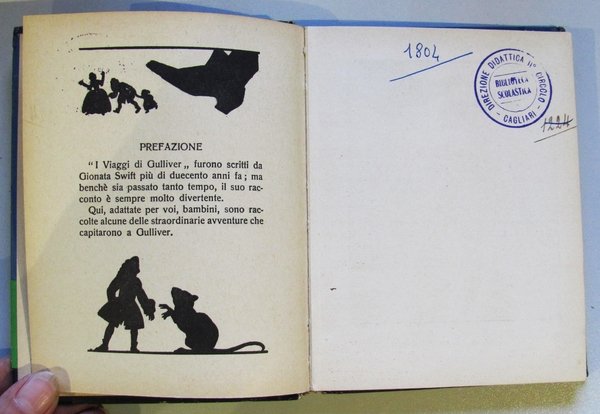 PREFAZIONE
“ I Viaggi di Gulliver „ furono scritti da
Gionata Swift più di duecento anni fa ; ma
benchè sia passato tanto tempo, il suo rac-
conto è sempre molto divertente.
Qui, adattate per voi, bambini, sono rac-
colte alcune delle straordinarie avventure che
capitarono a Gulliver.
1804
DIREZIONE DIDATTICA II° CIRCOLO
BIBLIOTECA
SCOLASTICA
- CAGLIARI -
1224